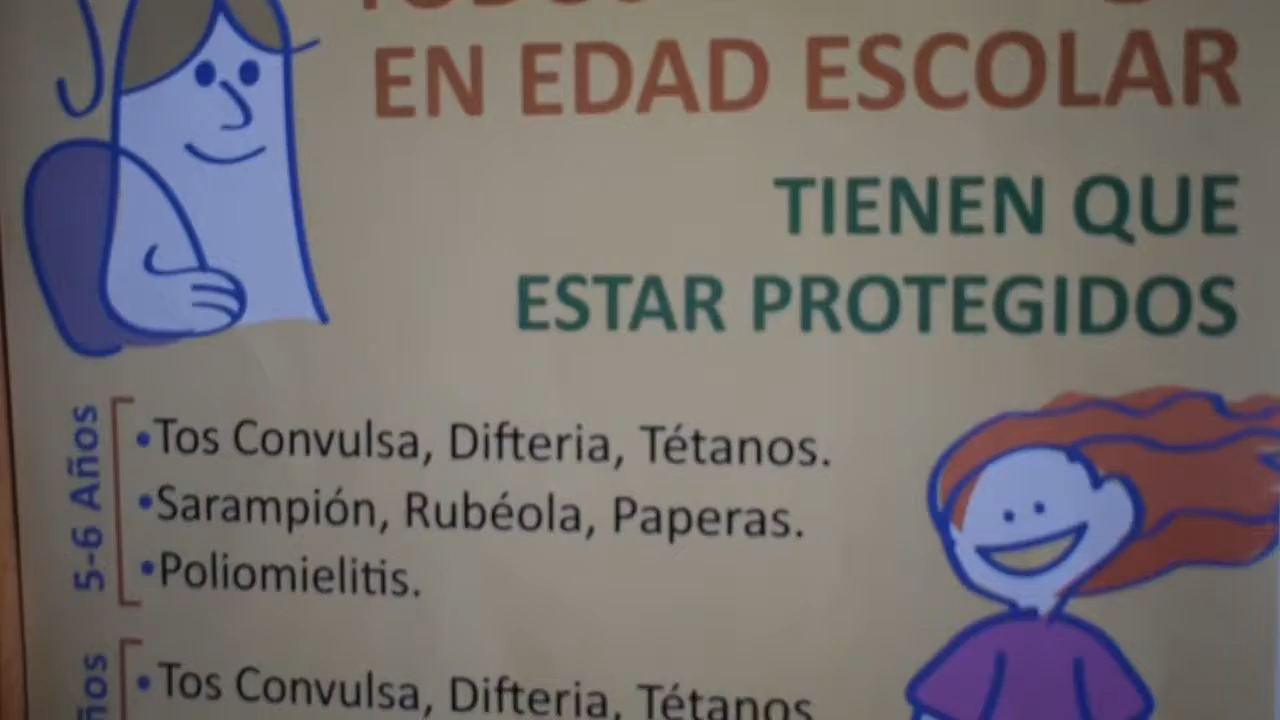 EN EDAD ESCOLAR
TIENEN QUE
ESTAR PROTEGIDOS
5-6 Años
•Tos Convulsa, Difteria, Tétanos.
•Sarampión, Rubéola, Paperas.
•Poliomielitis.
•Tos Convulsa, Difteria, Tétanos